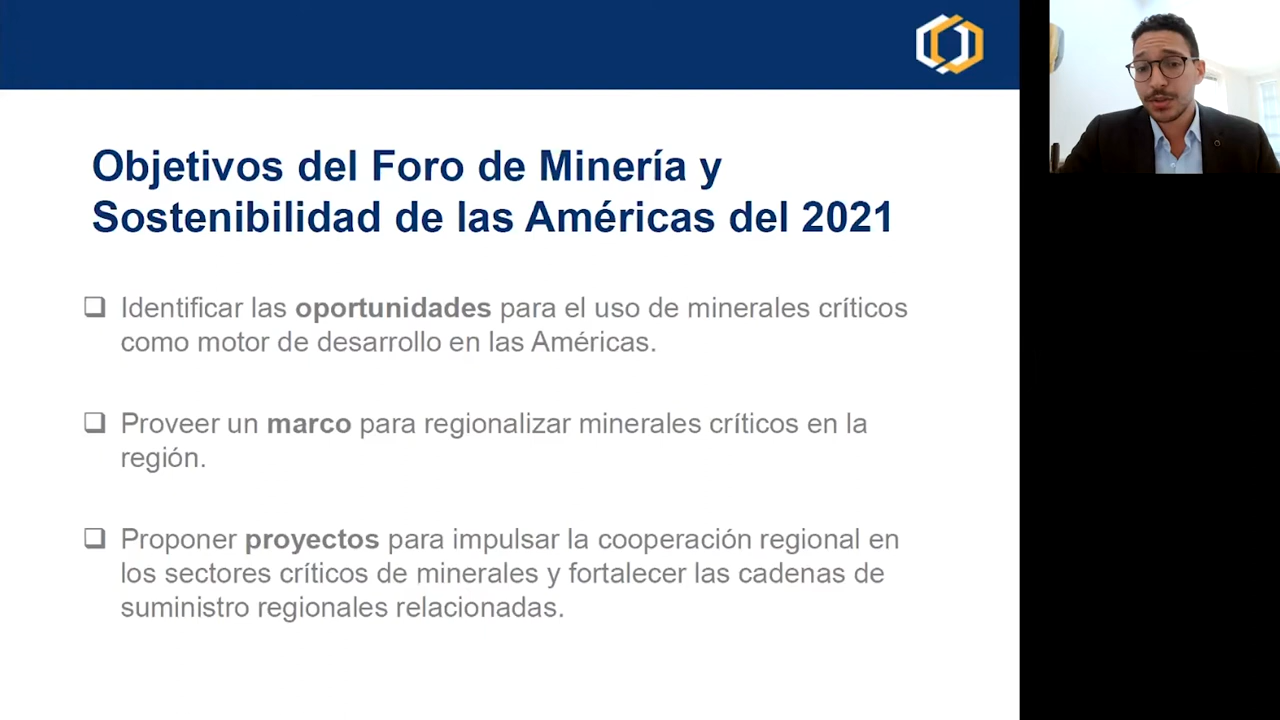 Objetivos del Foro de Minería y
Sostenibilidad de las Américas del 2021
❑ Identificar las oportunidades para el uso de minerales críticos
como motor de desarrollo en las Américas.
❑ Proveer un marco para regionalizar minerales críticos en la
región.
❑ Proponer proyectos para impulsar la cooperación regional en
los sectores críticos de minerales y fortalecer las cadenas de
suministro regionales relacionadas.